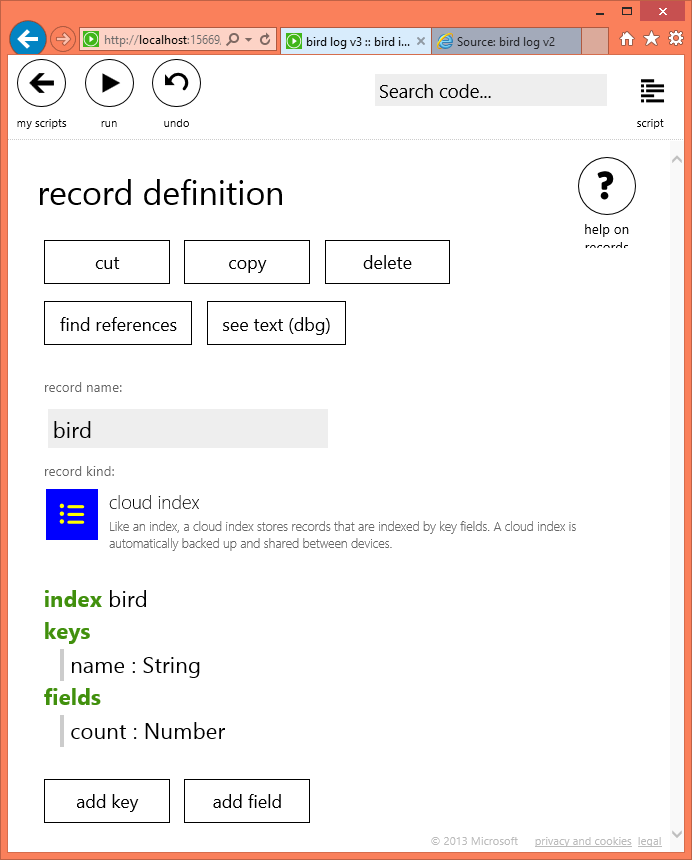 http://localhost:15669
bird log v3 :: bird i...
Source: bird log v2
my scripts
run
undo
Search code...
script
record definition
?
help on
records
cut
copy
delete
find references
see text (dbg)
record name:
bird
record kind:
cloud index
Like an index, a cloud index stores records that are indexed by key fields. A cloud index is
automatically backed up and shared between devices.
index bird
keys
name : String
fields
count : Number
add key
add field
© 2013 Microsoft privacy and cookies legal